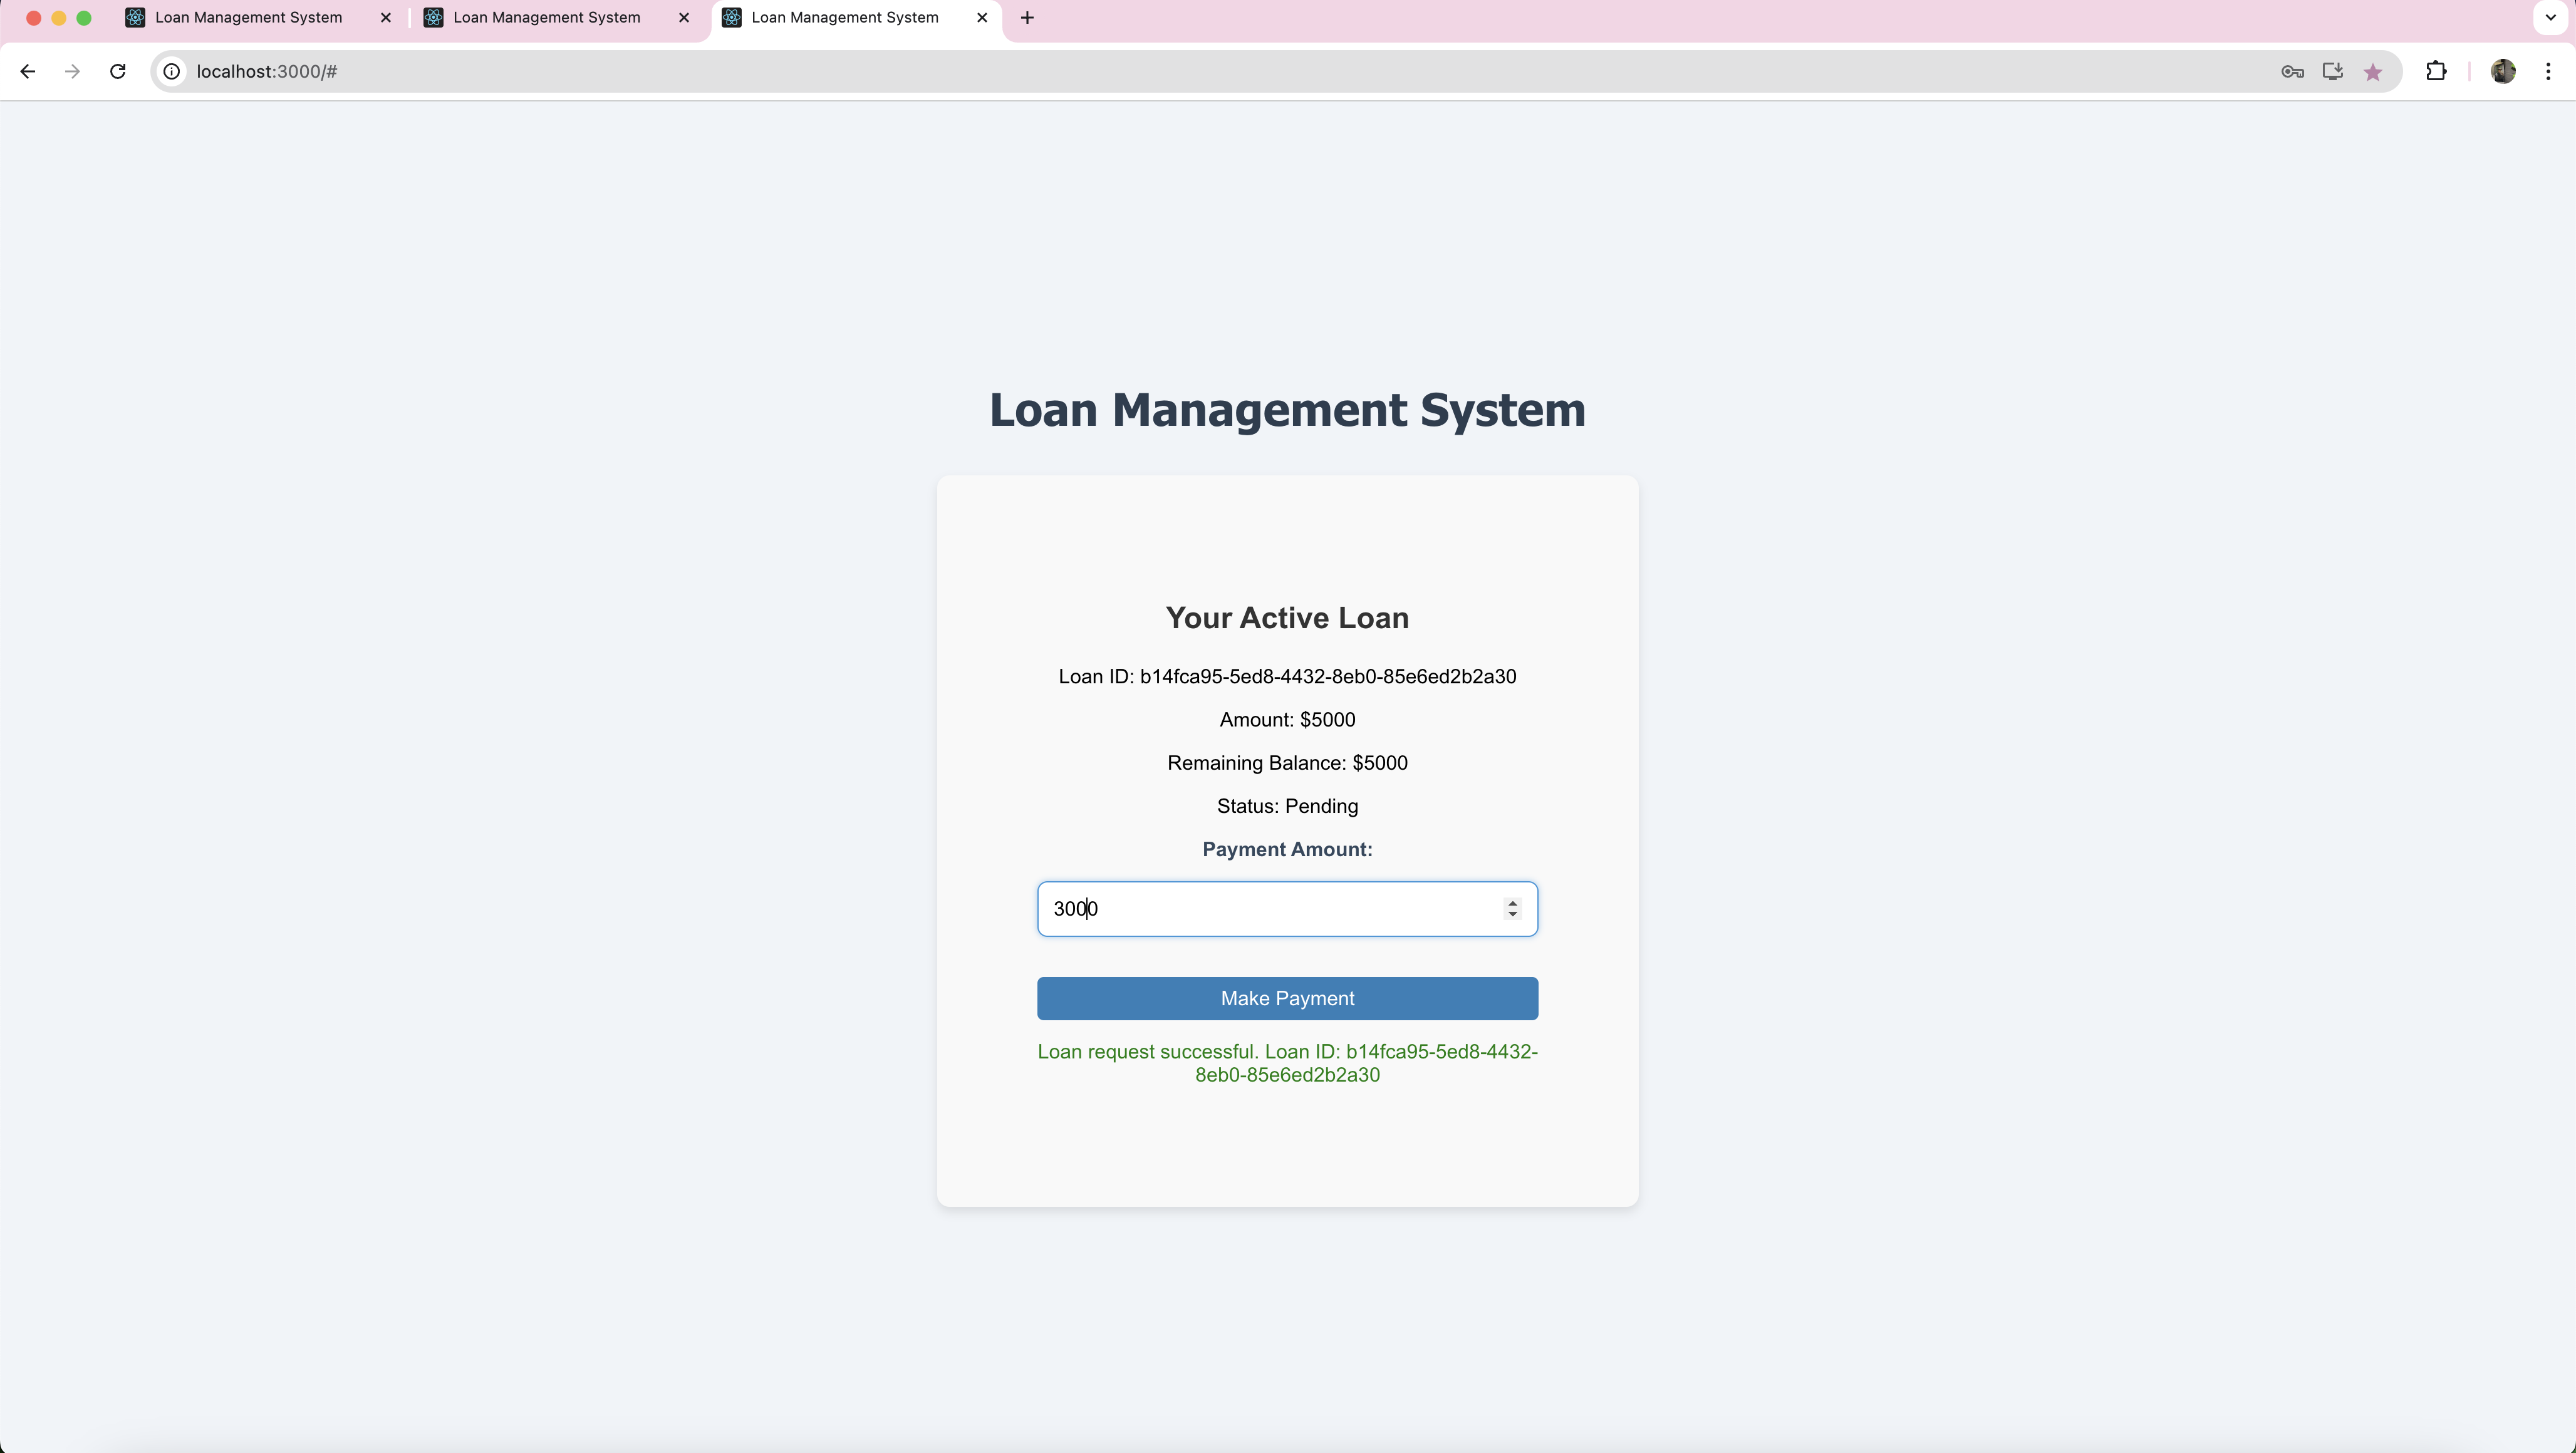 Loan Management System
Loan Management System
Loan Management System
localhost:3000/#
Loan Management System
Your Active Loan
Loan ID: b14fca95-5ed8-4432-8eb0-85e6ed2b2a30
Amount: $5000
Remaining Balance: $5000
Status: Pending
Payment Amount:
3000
Make Payment
Loan request successful. Loan ID: b14fca95-5ed8-4432-
8eb0-85e6ed2b2a30